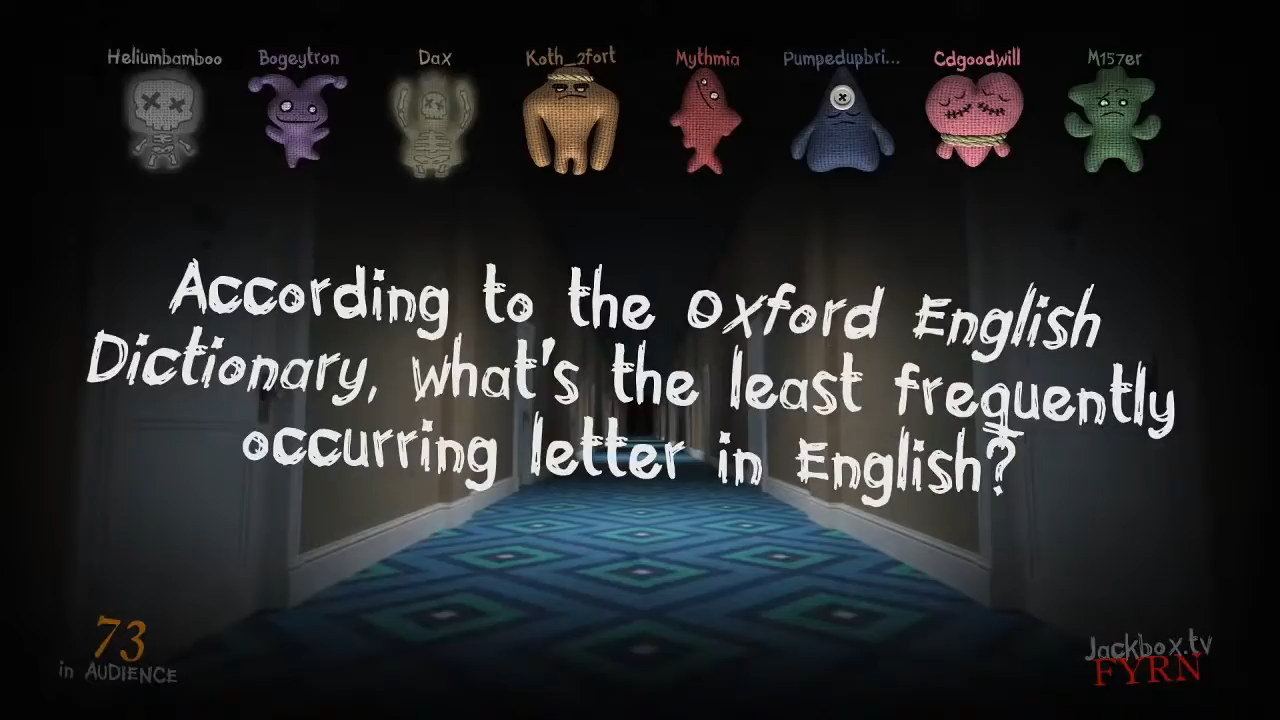 Heliumbamboo Bogeytron Dax Koth_2fort Mythmia Pumpedupbri... Cdgoodwill M157er
According to the Oxford English
Dictionary, what's the least frequently
occurring letter in English?
73
in AUDIENCE
Jackbox.tv
FYRN